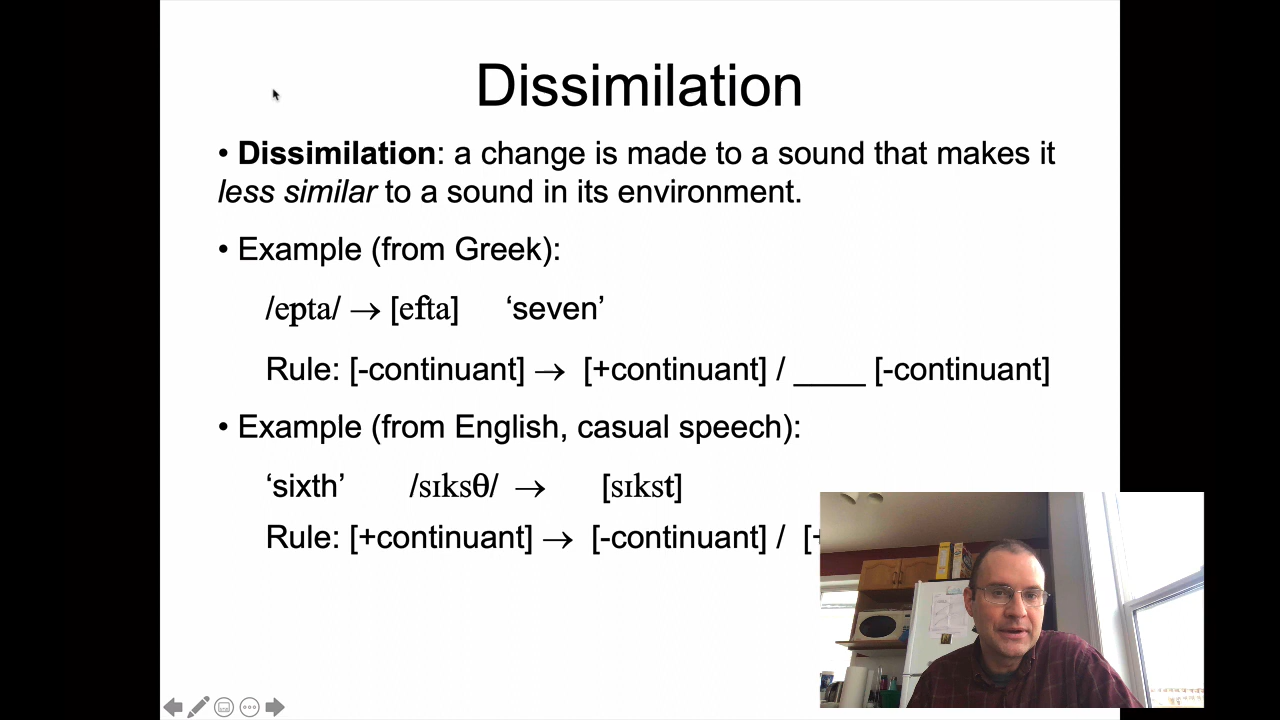 Dissimilation
• Dissimilation: a change is made to a sound that makes it
less similar to a sound in its environment.
• Example (from Greek):
/epta/ → [efta] ‘seven’
Rule: [-continuant] → [+continuant] / ____ [-continuant]
• Example (from English, casual speech):
‘sixth’ /sɪksθ/ → [sɪkst]
Rule: [+continuant] → [-continuant] / [+